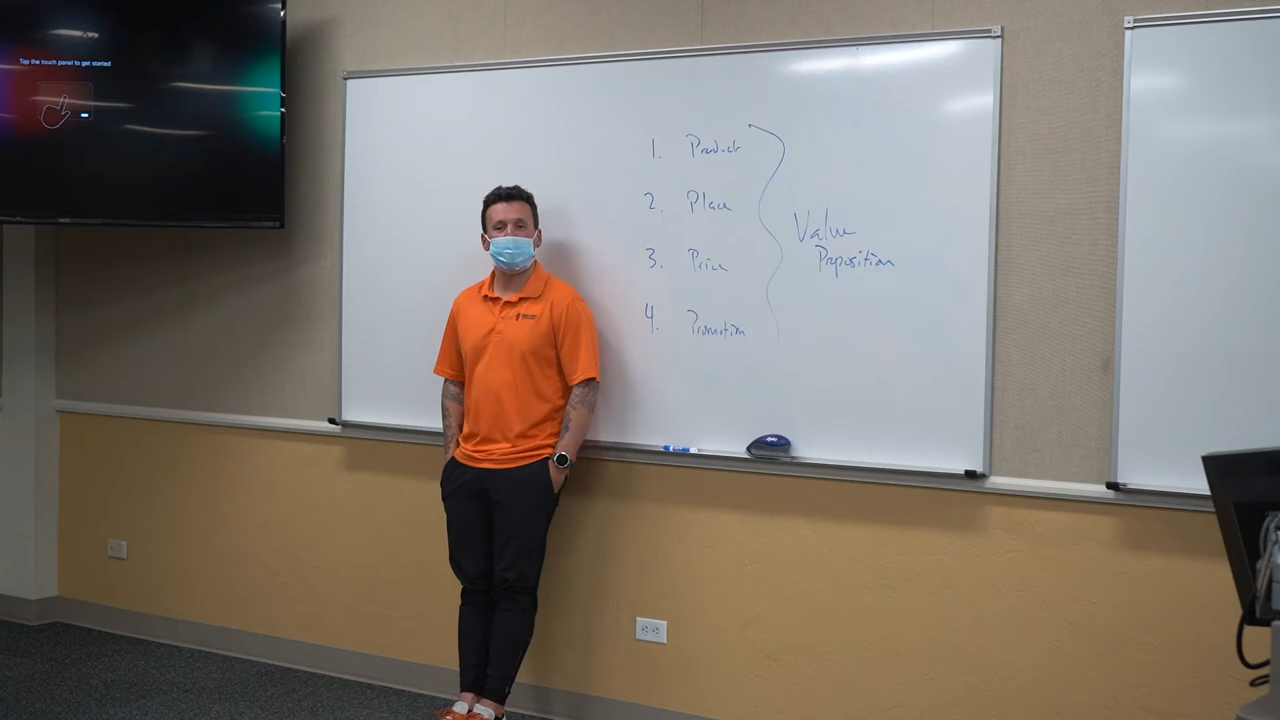 Tap the touch panel to get started
1. Product
2. Place
3. Price
4. Promotion
Value
Proposition